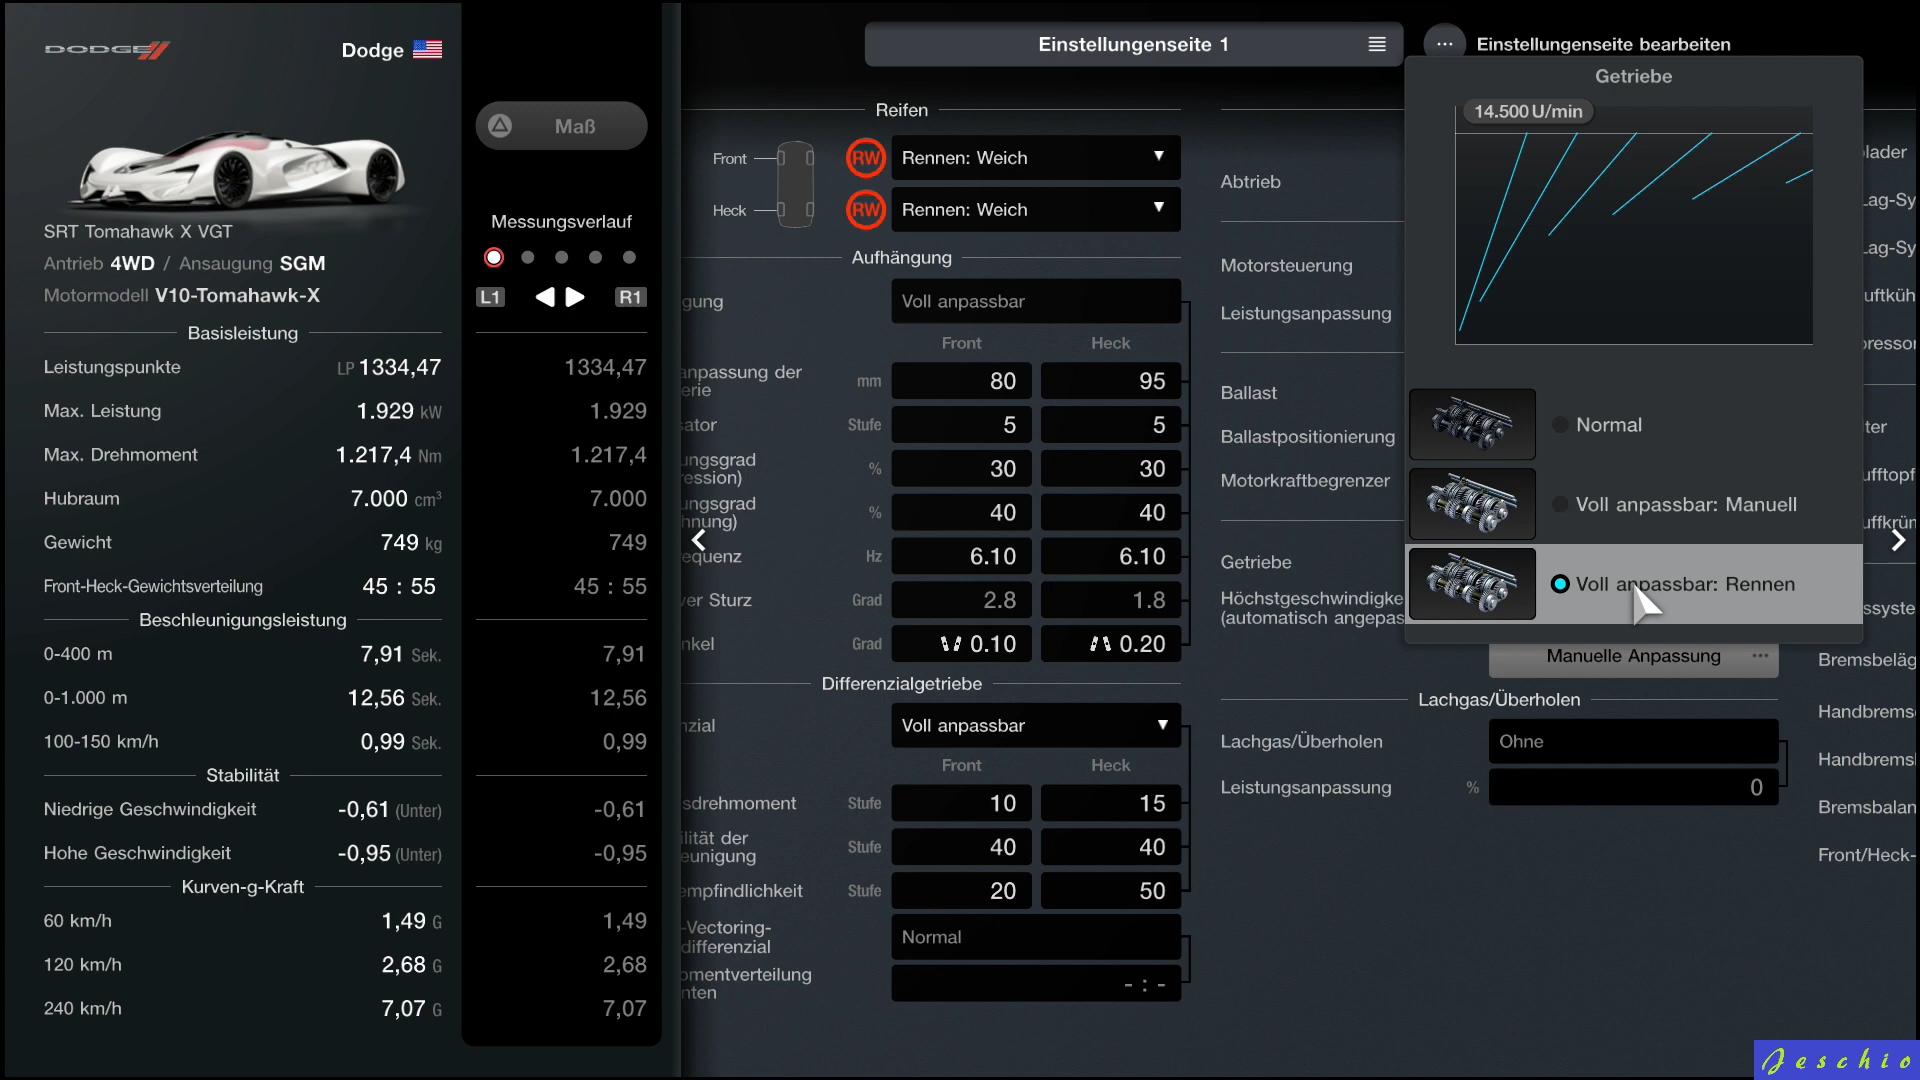 DODGE
Dodge
SRT Tomahawk X VGT
Antrieb 4WD / Ansaugung SGM
Motormodell V10-Tomahawk-X
Basisleistung
Leistungspunkte LP 1334,47
Max. Leistung 1.929 kW
Max. Drehmoment 1.217,4 Nm
Hubraum 7.000 cm³
Gewicht 749 kg
Front-Heck-Gewichtsverteilung 45 : 55
Beschleunigungsleistung
0-400 m 7,91 Sek.
0-1.000 m 12,56 Sek.
100-150 km/h 0,99 Sek.
Stabilität
Niedrige Geschwindigkeit -0,61 (Unter)
Hohe Geschwindigkeit -0,95 (Unter)
Kurven-g-Kraft
60 km/h 1,49 G
120 km/h 2,68 G
240 km/h 7,07 G
Maß
Messungsverlauf
L1 R1
1334,47
1.929
1.217,4
7.000
749
45 : 55
7,91
12,56
0,99
-0,61
-0,95
1,49
2,68
7,07
Einstellungenseite 1
Einstellungenseite bearbeiten
Reifen
Front RW Rennen: Weich
Heck RW Rennen: Weich
Aufhängung
gung Voll anpassbar
Front Heck
anpassung der
erie mm 80 95
sator Stufe 5 5
ungsgrad
ression) % 30 30
ungsgrad
hnung) % 40 40
equenz Hz 6.10 6.10
ver Sturz Grad 2.8 1.8
nkel Grad 0.10 0.20
Differenzialgetriebe
nzial Voll anpassbar
Front Heck
sdrehmoment Stufe 10 15
ilität der
eunigung Stufe 40 40
empfindlichkeit Stufe 20 50
-Vectoring-
differenzial Normal
omentverteilung
nten - : -
Abtrieb
Motorsteuerung
Leistungsanpassung
Ballast
Ballastpositionierung
Motorkraftbegrenzer
Getriebe
Höchstgeschwindigke
(automatisch angepas
Manuelle Anpassung
Lachgas/Überholen
Lachgas/Überholen Ohne
Leistungsanpassung % 0
Getriebe
14.500 U/min
Normal
Voll anpassbar: Manuell
Voll anpassbar: Rennen
lader
Lag-Sy
Lag-Sy
uftküh
pressor
ter
ufftopf
uffkrün
ssyste
Bremsbeläg
Handbrems
Handbrems
Bremsbalan
Front/Heck-
Jeschio